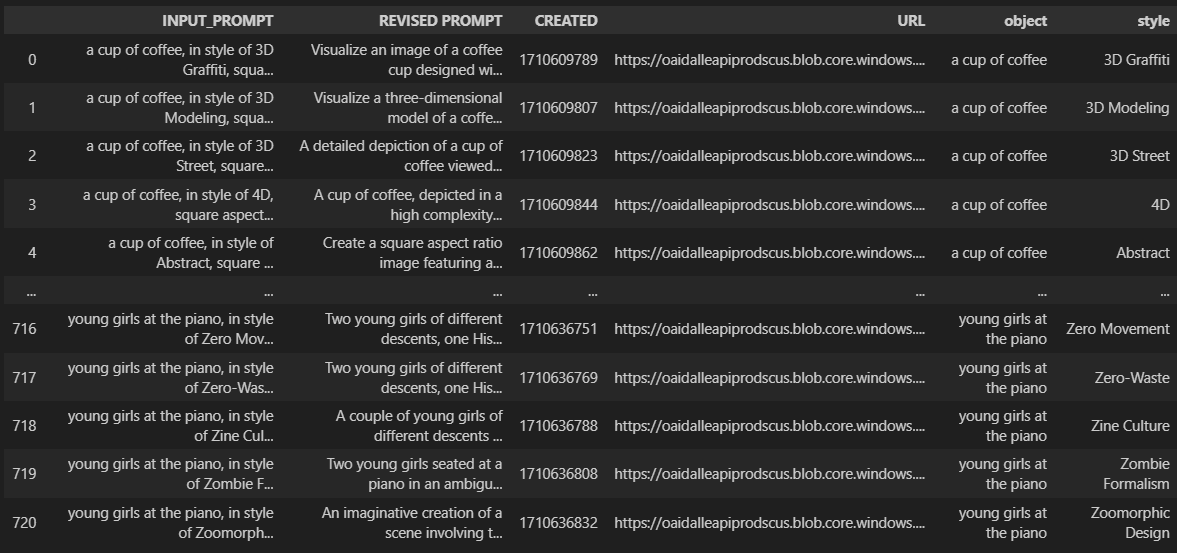 INPUT_PROMPT REVISED PROMPT CREATED URL object style
0 a cup of coffee, in style of 3D Graffiti, squa... Visualize an image of a coffee cup designed wi... 1710609789 https://oaidalleapiprodscus.blob.core.windows.... a cup of coffee 3D Graffiti
1 a cup of coffee, in style of 3D Modeling, squa... Visualize a three-dimensional model of a coffe... 1710609807 https://oaidalleapiprodscus.blob.core.windows.... a cup of coffee 3D Modeling
2 a cup of coffee, in style of 3D Street, square... A detailed depiction of a cup of coffee viewed... 1710609823 https://oaidalleapiprodscus.blob.core.windows.... a cup of coffee 3D Street
3 a cup of coffee, in style of 4D, square aspect... A cup of coffee, depicted in a high complexity... 1710609844 https://oaidalleapiprodscus.blob.core.windows.... a cup of coffee 4D
4 a cup of coffee, in style of Abstract, square ... Create a square aspect ratio image featuring a... 1710609862 https://oaidalleapiprodscus.blob.core.windows.... a cup of coffee Abstract
... ... ... ... ... ... ...
716 young girls at the piano, in style of Zero Mov... Two young girls of different descents, one His... 1710636751 https://oaidalleapiprodscus.blob.core.windows.... young girls at the piano Zero Movement
717 young girls at the piano, in style of Zero-Was... Two young girls of different descents, one His... 1710636769 https://oaidalleapiprodscus.blob.core.windows.... young girls at the piano Zero-Waste
718 young girls at the piano, in style of Zine Cul... A couple of young girls of different descents ... 1710636788 https://oaidalleapiprodscus.blob.core.windows.... young girls at the piano Zine Culture
719 young girls at the piano, in style of Zombie F... Two young girls seated at a piano in an ambigu... 1710636808 https://oaidalleapiprodscus.blob.core.windows.... young girls at the piano Zombie Formalism
720 young girls at the piano, in style of Zoomorph... An imaginative creation of a scene involving t... 1710636832 https://oaidalleapiprodscus.blob.core.windows.... young girls at the piano Zoomorphic Design